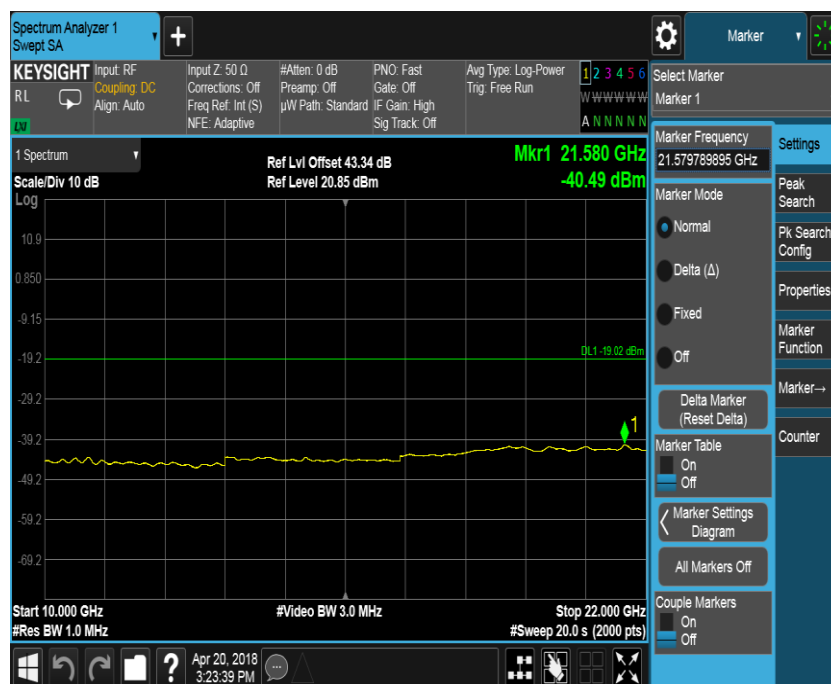 Spectrum Analyzer 1
Swept SA
Marker
KEYSIGHT
RL
LXI
Input: RF
Coupling: DC
Align: Auto
Input Z: 50 Ω
Corrections: Off
Freq Ref: Int (S)
NFE: Adaptive
#Atten: 0 dB
Preamp: Off
µW Path: Standard
PNO: Fast
Gate: Off
IF Gain: High
Sig Track: Off
Avg Type: Log-Power
Trig: Free Run
1 2 3 4 5 6
W W W W W W
A N N N N N
Select Marker
Marker 1
1 Spectrum
Scale/Div 10 dB
Log
Ref Lvl Offset 43.34 dB
Ref Level 20.85 dBm
Mkr1 21.580 GHz
-40.49 dBm
10.9
0.850
-9.15
-19.2
-29.2
-39.2
-49.2
-59.2
-69.2
DL1 -19.02 dBm
1
Start 10.000 GHz
#Res BW 1.0 MHz
#Video BW 3.0 MHz
Stop 22.000 GHz
#Sweep 20.0 s (2000 pts)
Marker Frequency
21.579789895 GHz
Marker Mode
Normal
Delta (Δ)
Fixed
Off
Delta Marker
(Reset Delta)
Marker Table
On
Off
Marker Settings
Diagram
All Markers Off
Couple Markers
On
Off
Settings
Peak
Search
Pk Search
Config
Properties
Marker
Function
Marker→
Counter
?
Apr 20, 2018
3:23:39 PM